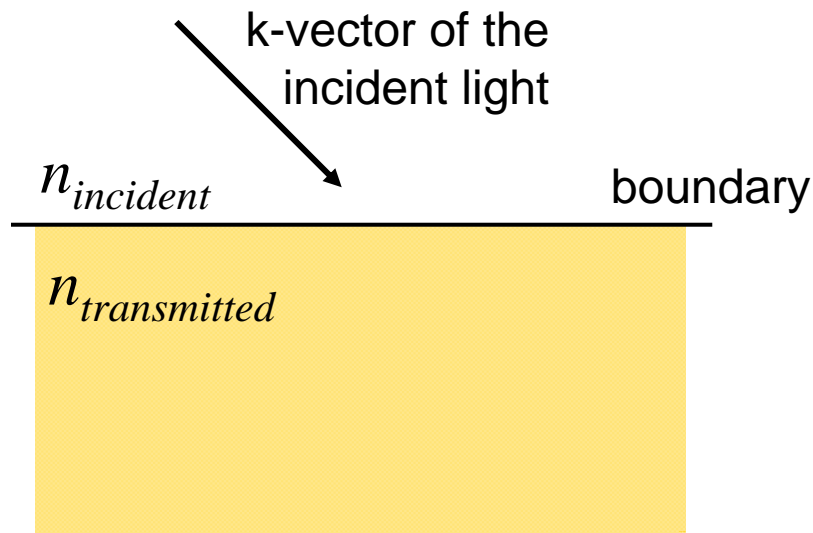 k-vector of the
incident light
n_incident
boundary
n_transmitted